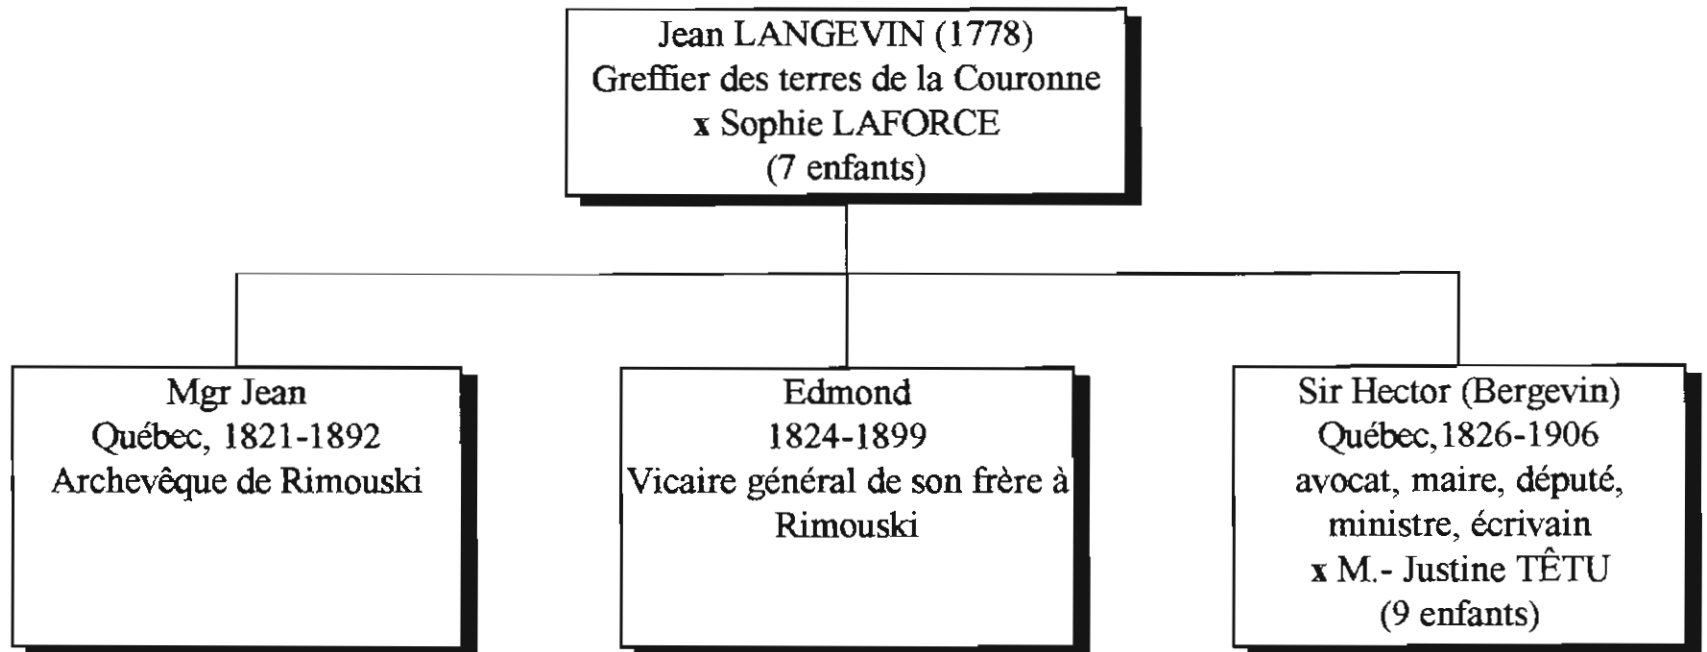 Jean LANGEVIN (1778)
Greffier des terres de la Couronne
x Sophie LAFORCE
(7 enfants)
Mgr Jean
Québec, 1821-1892
Archevêque de Rimouski
Edmond
1824-1899
Vicaire général de son frère à
Rimouski
Sir Hector (Bergevin)
Québec,1826-1906
avocat, maire, député,
ministre, écrivain
x M.- Justine TÊTU
(9 enfants)